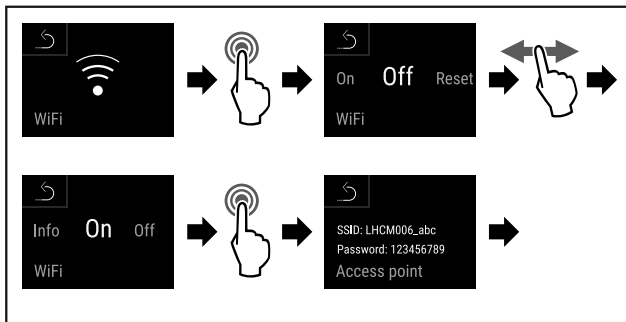 WiFi
On Off Reset
WiFi
Info On Off
WiFi
SSID: LHCM006_abc
Password: 123456789
Access point